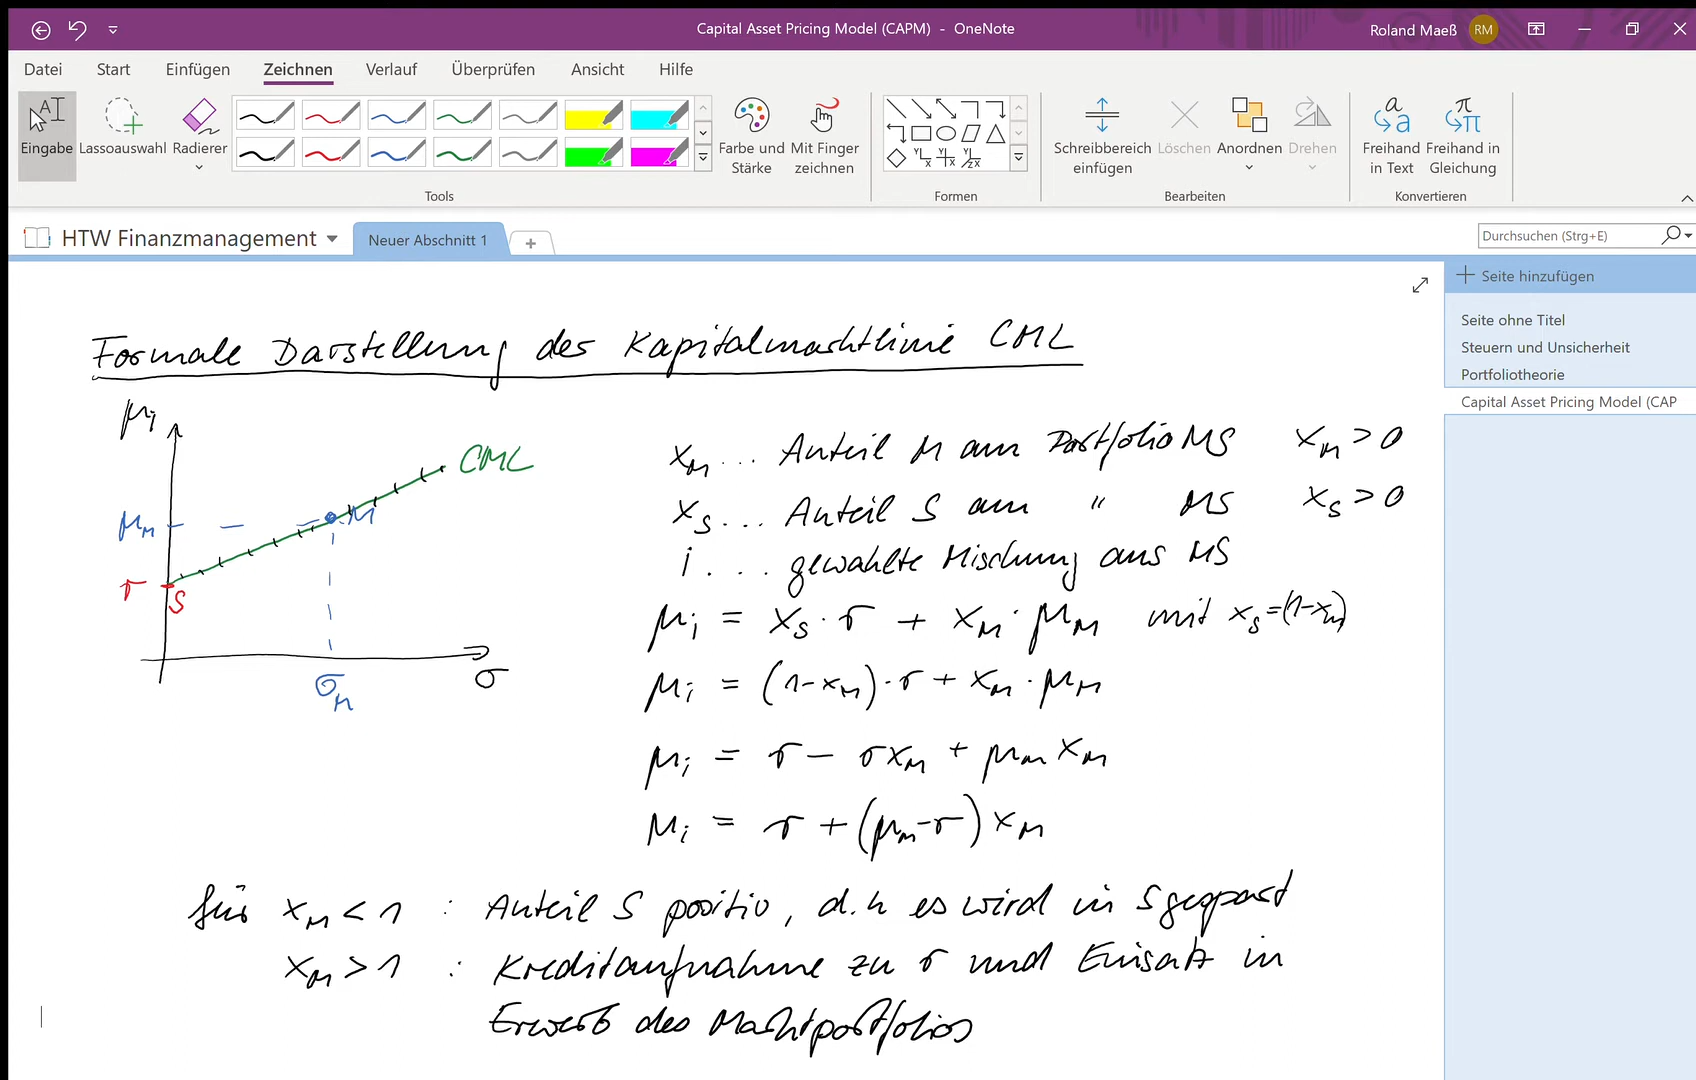 Capital Asset Pricing Model (CAPM) - OneNote
Roland Maeß RM
Datei Start Einfügen Zeichnen Verlauf Überprüfen Ansicht Hilfe
Eingabe Lassoauswahl Radierer
Farbe und Stärke
Mit Finger zeichnen
Schreibbereich einfügen
Löschen Anordnen Drehen
Freihand in Text
Freihand in Gleichung
Tools Formen Bearbeiten Konvertieren
HTW Finanzmanagement
Neuer Abschnitt 1
Durchsuchen (Strg+E)
Seite hinzufügen
Seite ohne Titel
Steuern und Unsicherheit
Portfoliotheorie
Capital Asset Pricing Model (CAP
Formale Darstellung der Kapitalmarktlinie CML
μi
CML
μM
M
r
S
σM
σ
xM ... Anteil M am Portfolio MS xM > 0
xS ... Anteil S am " MS xS > 0
i ... gewählte Mischung aus MS
μi = xS · r + xM · μM mit xS = (1-xM)
μi = (1-xM) · r + xM · μM
μi = r - rxM + μM xM
μi = r + (μM-r) xM
für xM < 1 : Anteil S positiv, d.h es wird in S gespart
xM > 1 : Kreditaufnahme zu r und Einsatz in
Erwerb des Marktportfolios